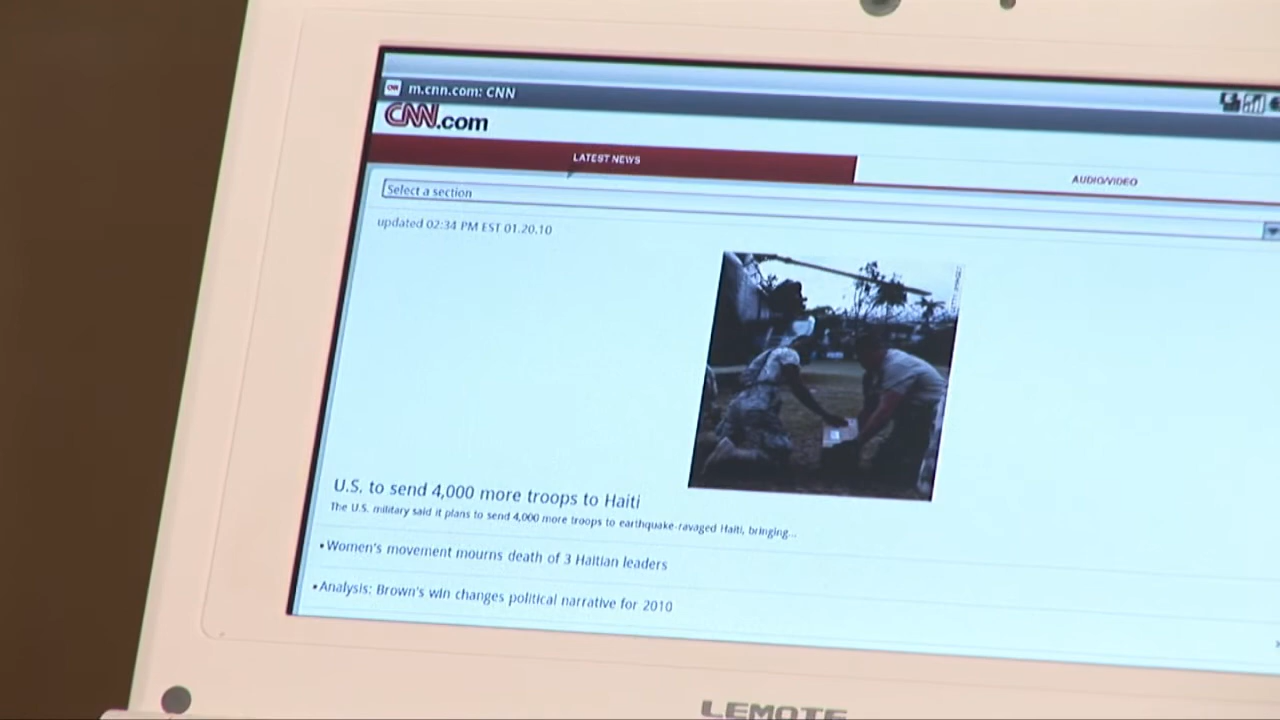 m.cnn.com: CNN
CNN.com
LATEST NEWS
AUDIO/VIDEO
Select a section
updated 02:34 PM EST 01.20.10
U.S. to send 4,000 more troops to Haiti
The U.S. military said it plans to send 4,000 more troops to earthquake-ravaged Haiti, bringing...
•Women's movement mourns death of 3 Haitian leaders
•Analysis: Brown's win changes political narrative for 2010
LEMOTE